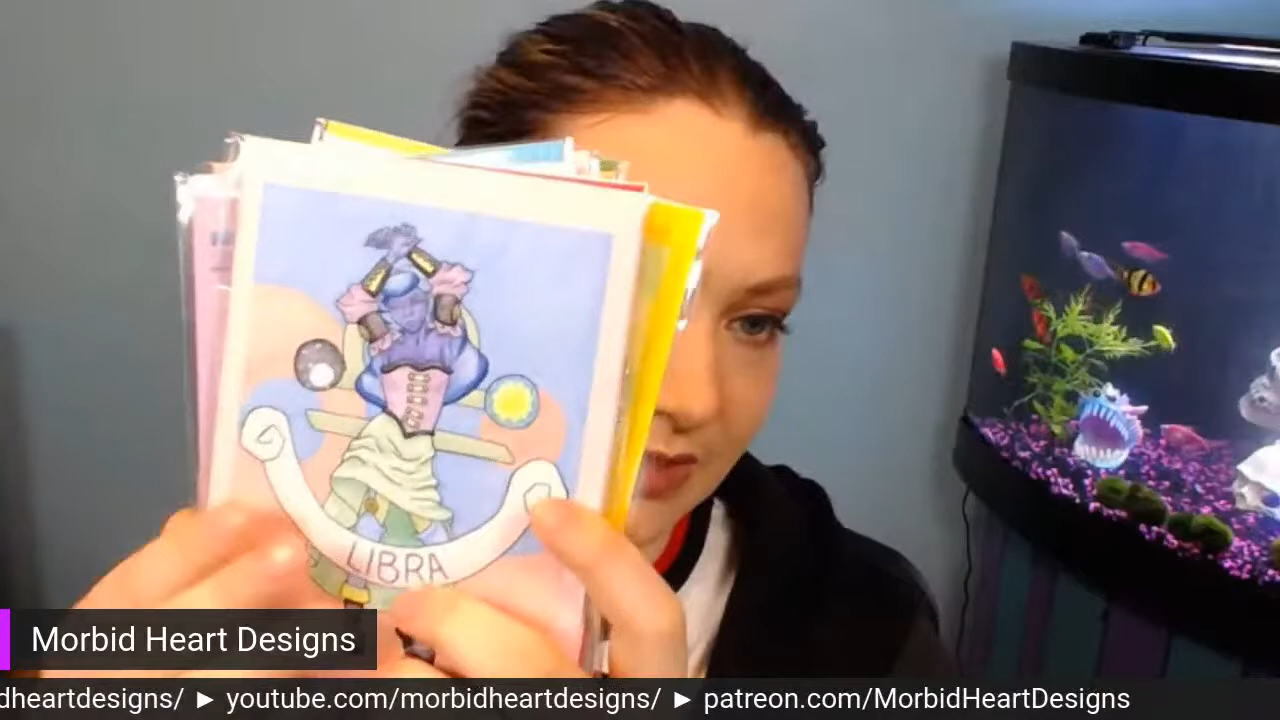 LIBRA
Morbid Heart Designs
dheartdesigns/ ► youtube.com/morbidheartdesigns/ ► patreon.com/MorbidHeartDesigns